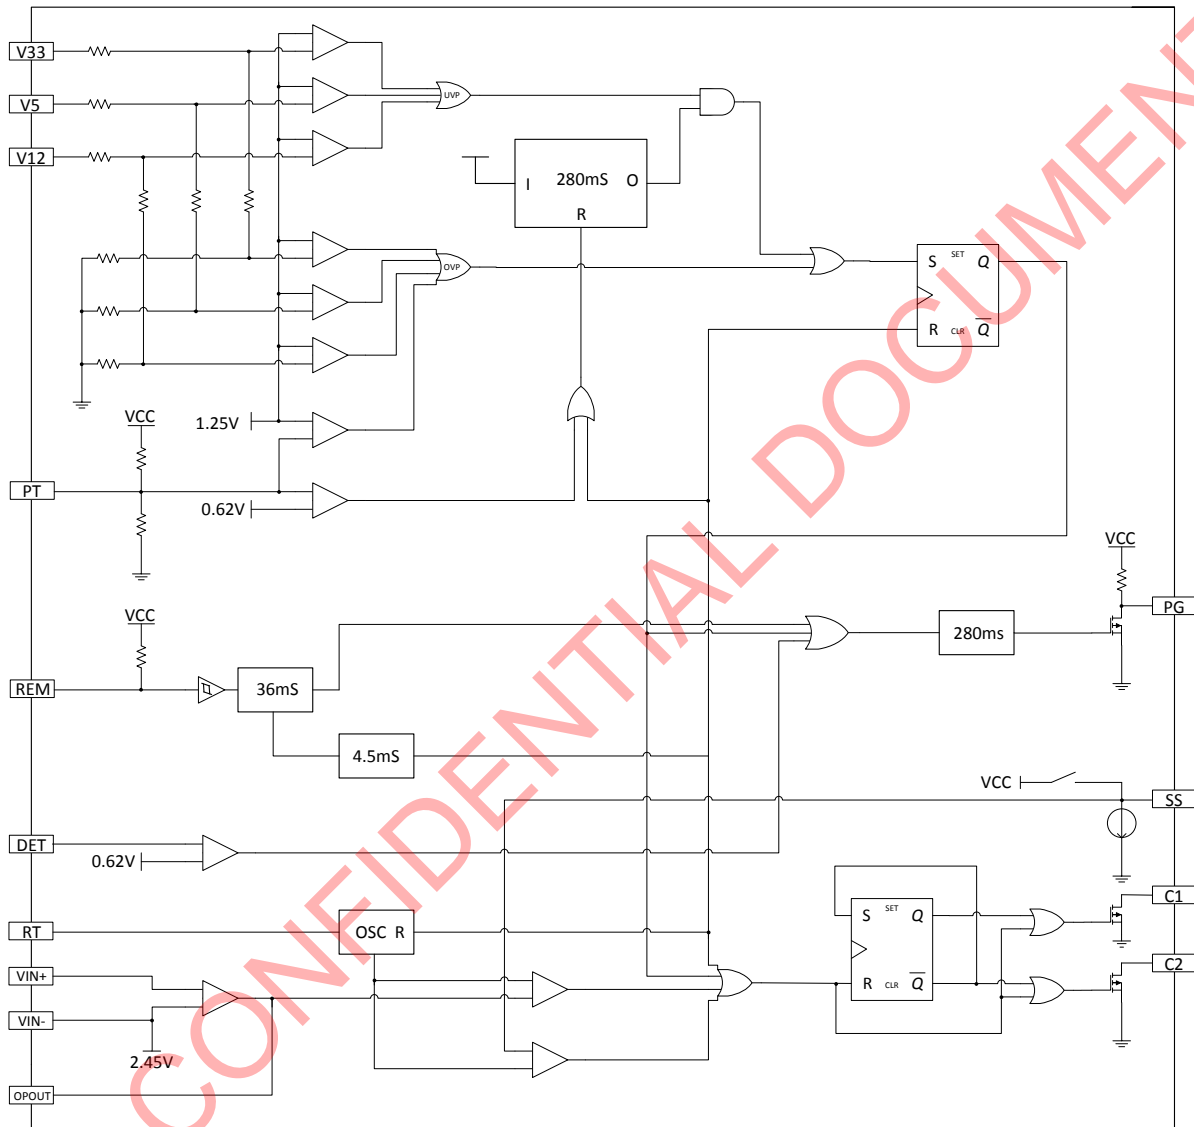 V33
V5
V12
UVP
I 280mS O
R
OVP
S SET Q
R CLR Q
1.25V
VCC
PT
0.62V
VCC
PG
VCC
280ms
REM
36mS
4.5mS
VCC
SS
DET
0.62V
C1
S SET Q
RT
OSC R
C2
VIN+
R CLR Q
VIN-
2.45V
OPOUT
CONFIDENTIAL DOCUMENT